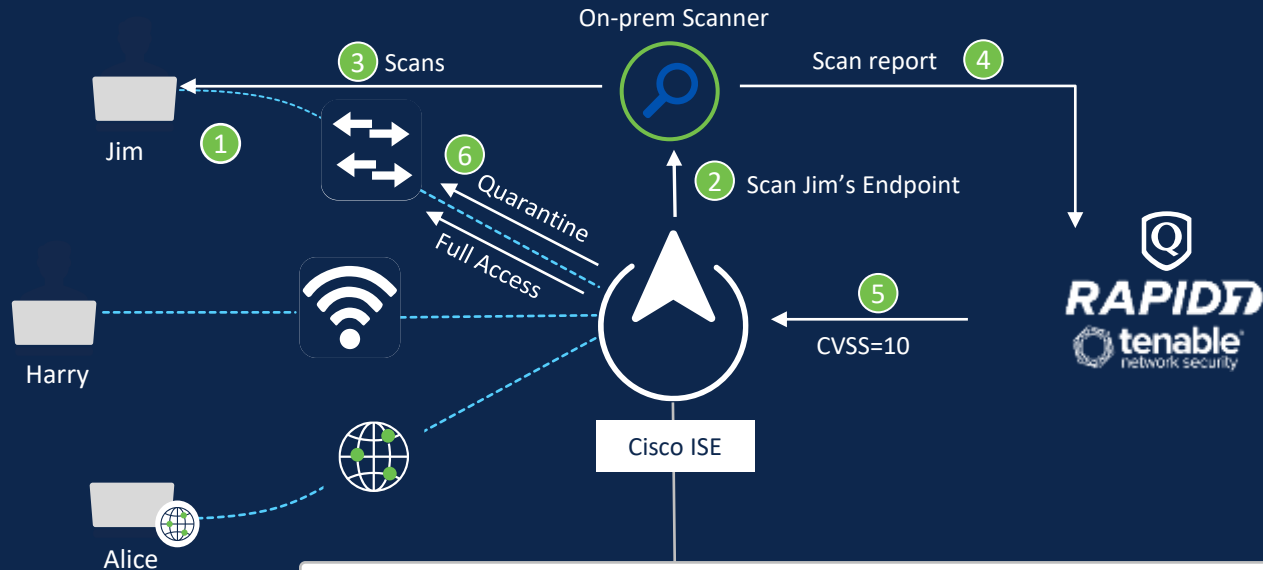 On-prem Scanner
3 Scans
Scan report 4
Jim
1
6
Quarantine
Full Access
2 Scan Jim's Endpoint
Q
RAPID7
tenable
network security
5
CVSS=10
Harry
Cisco ISE
Alice